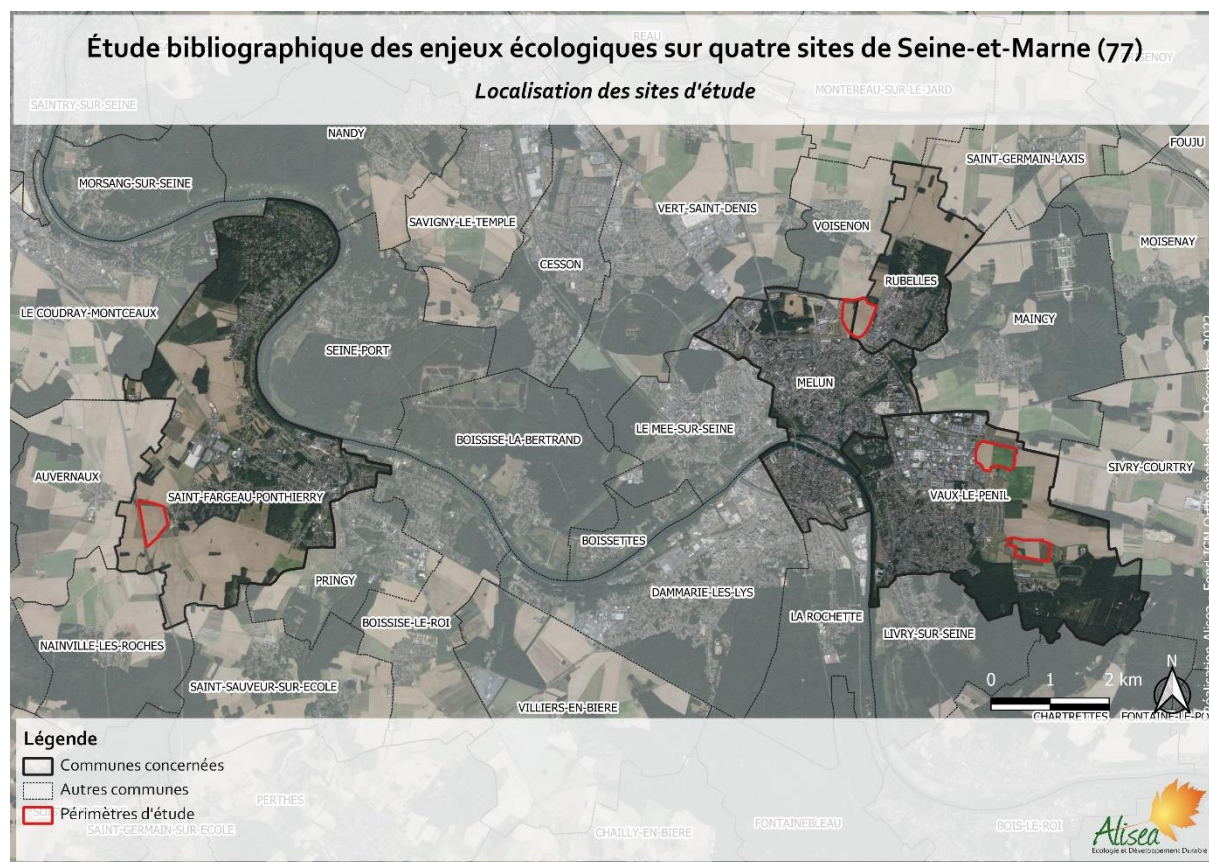 Étude bibliographique des enjeux écologiques sur quatre sites de Seine-et-Marne (77)
Localisation des sites d'étude
REAU
SAINTRY-SUR-SEINE
MONTEREAU-SUR-LE-JARD
NANDY
FOUJU
SAINT-GERMAIN-LAXIS
MORSANG-SUR-SEINE
VERT-SAINT-DENIS
SAVIGNY-LE-TEMPLE
VOISENON
MOISENAY
CESSON
RUBELLES
LE COUDRAY-MONTCEAUX
MAINCY
SEINE-PORT
MELUN
LE MEE-SUR-SEINE
BOISSISE-LA-BERTRAND
AUVERNAUX
SIVRY-COURTRY
SAINT-FARGEAU-PONTHIERRY
VAUX-LE-PENIL
BOISSETTES
PRINGY
DAMMARIE-LES-LYS
LA ROCHETTE
BOISSISE-LE-ROI
LIVRY-SUR-SEINE
NAINVILLE-LES-ROCHES
SAINT-SAUVEUR-SUR-ECOLE
VILLIERS-EN-BIERE
N
0 1 2 km
CHARTRETTES
Légende
Communes concernées
Autres communes
Périmètres d'étude
PERTHES
SAINT-GERMAIN-SUR-ECOLE
CHAILLY-EN-BIERE
FONTAINEBLEAU
BOIS-LE-ROI
Alisea
Ecologie et Développement Durable